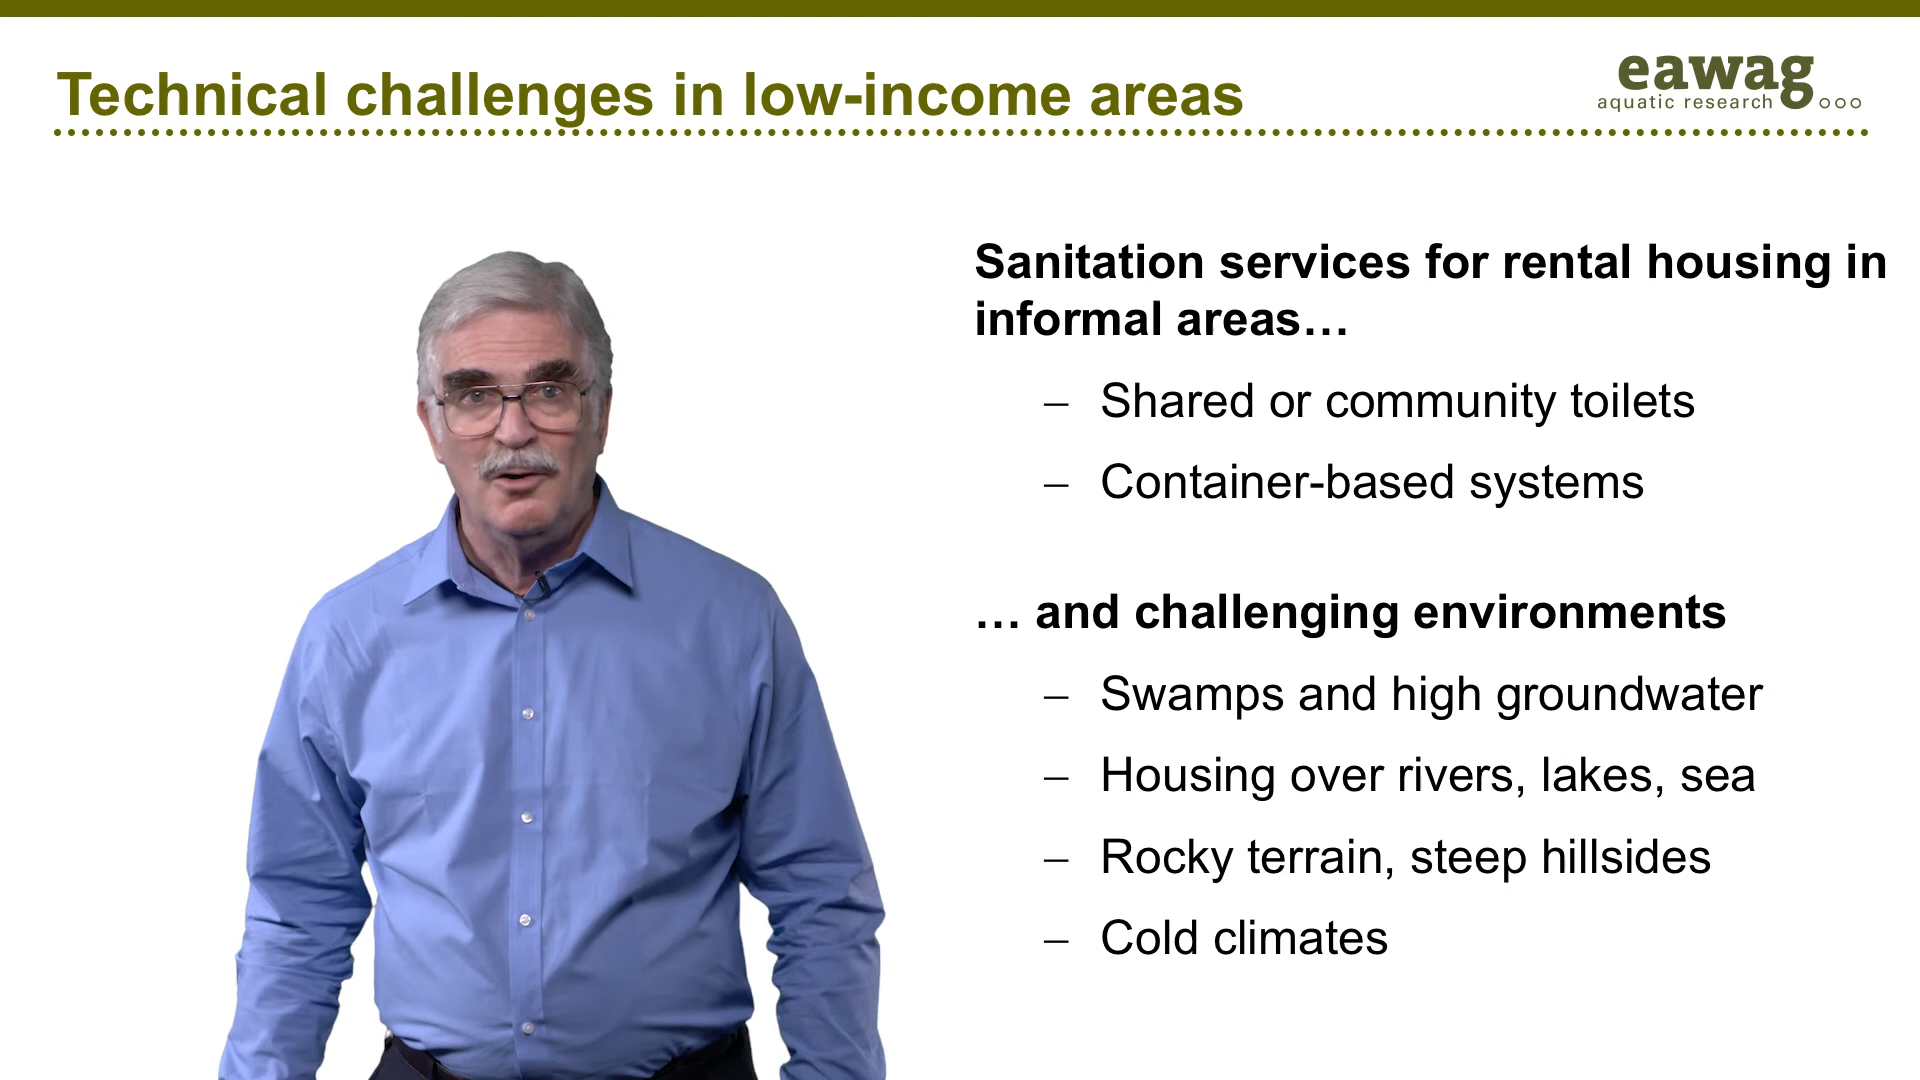 Technical challenges in low-income areas
eawag
aquatic research
Sanitation services for rental housing in
informal areas…
– Shared or community toilets
– Container-based systems
… and challenging environments
– Swamps and high groundwater
– Housing over rivers, lakes, sea
– Rocky terrain, steep hillsides
– Cold climates